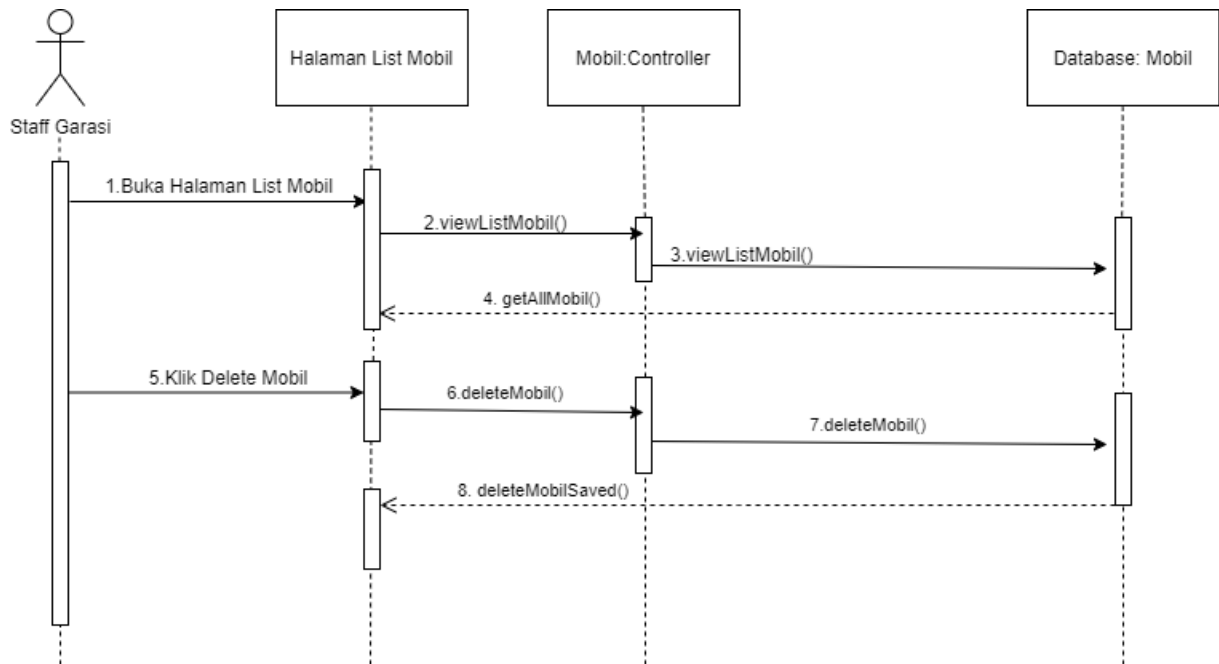 Halaman List Mobil
Mobil:Controller
Database: Mobil
Staff Garasi
1.Buka Halaman List Mobil
2.viewListMobil()
3.viewListMobil()
4. getAllMobil()
5.Klik Delete Mobil
6.deleteMobil()
7.deleteMobil()
8. deleteMobilSaved()